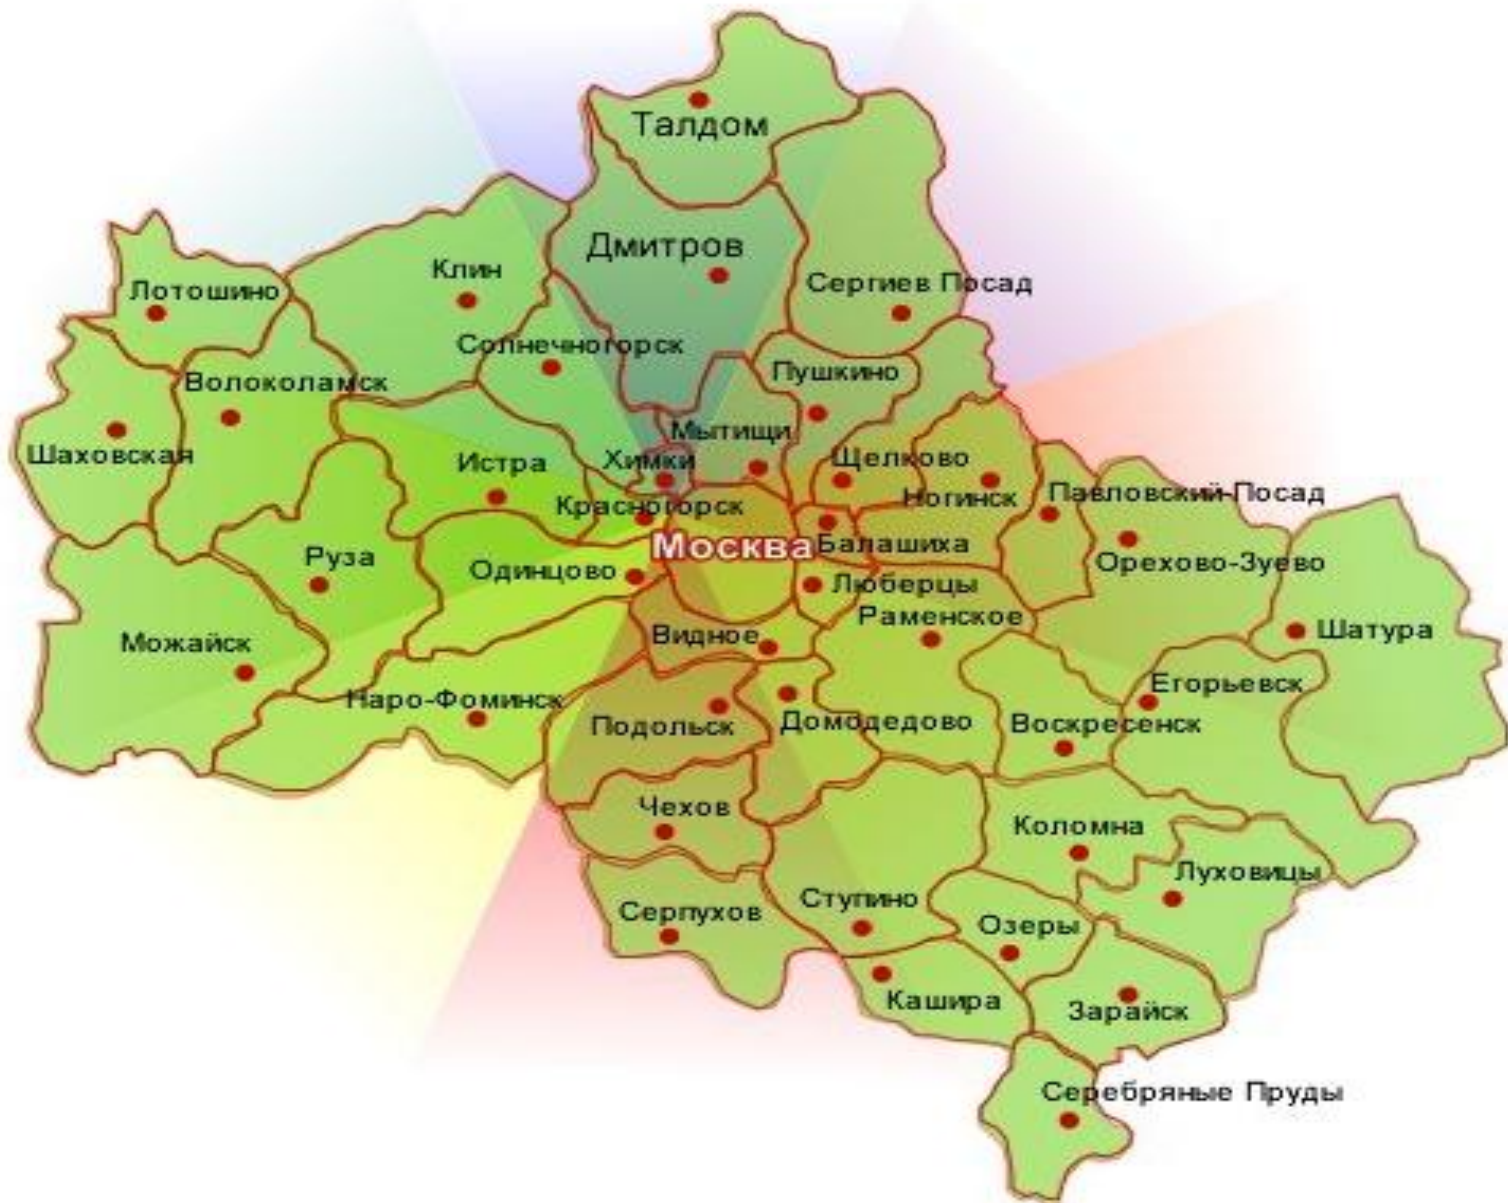 Талдом
Дмитров
Клин
Сергиев Посад
Лотошино
Солнечногорск
Пушкино
Волоколамск
Мытищи
Шаховская
Истра
Химки
Щелково
Ногинск
Павловский-Посад
Красногорск
Москва
Балашиха
Руза
Одинцово
Люберцы
Орехово-Зуево
Раменское
Видное
Шатура
Можайск
Наро-Фоминск
Егорьевск
Подольск
Домодедово
Воскресенск
Чехов
Коломна
Луховицы
Серпухов
Ступино
Озеры
Кашира
Зарайск
Серебряные Пруды